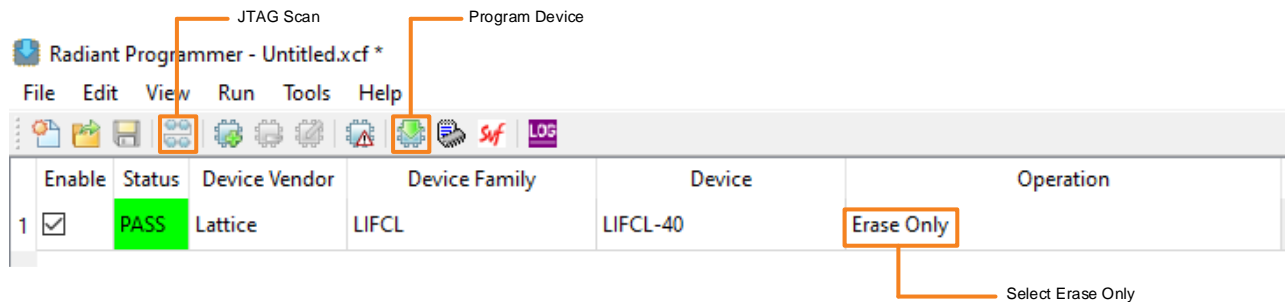 JTAG Scan Program Device
Radiant Programmer - Untitled.xcf *
File Edit View Run Tools Help
Svf LOG
Enable Status Device Vendor Device Family Device Operation
1 PASS Lattice LIFCL LIFCL-40 Erase Only
Select Erase Only